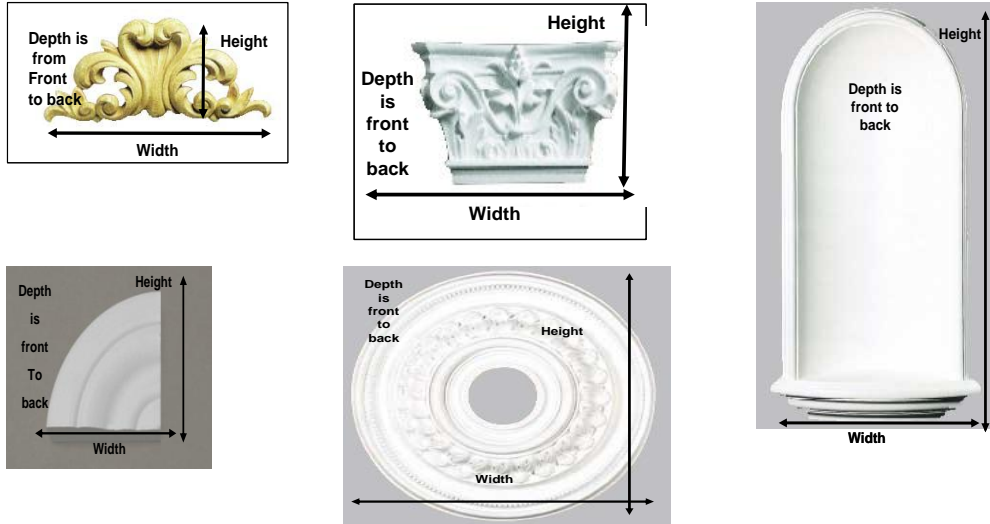 Depth is
from
Front
to back
Height
Width
Height
Depth
is
front
to
back
Width
Height
Depth is
front to
back
Width
Depth
is
front
To
back
Height
Width
Depth
is
front
to
back
Height
Width